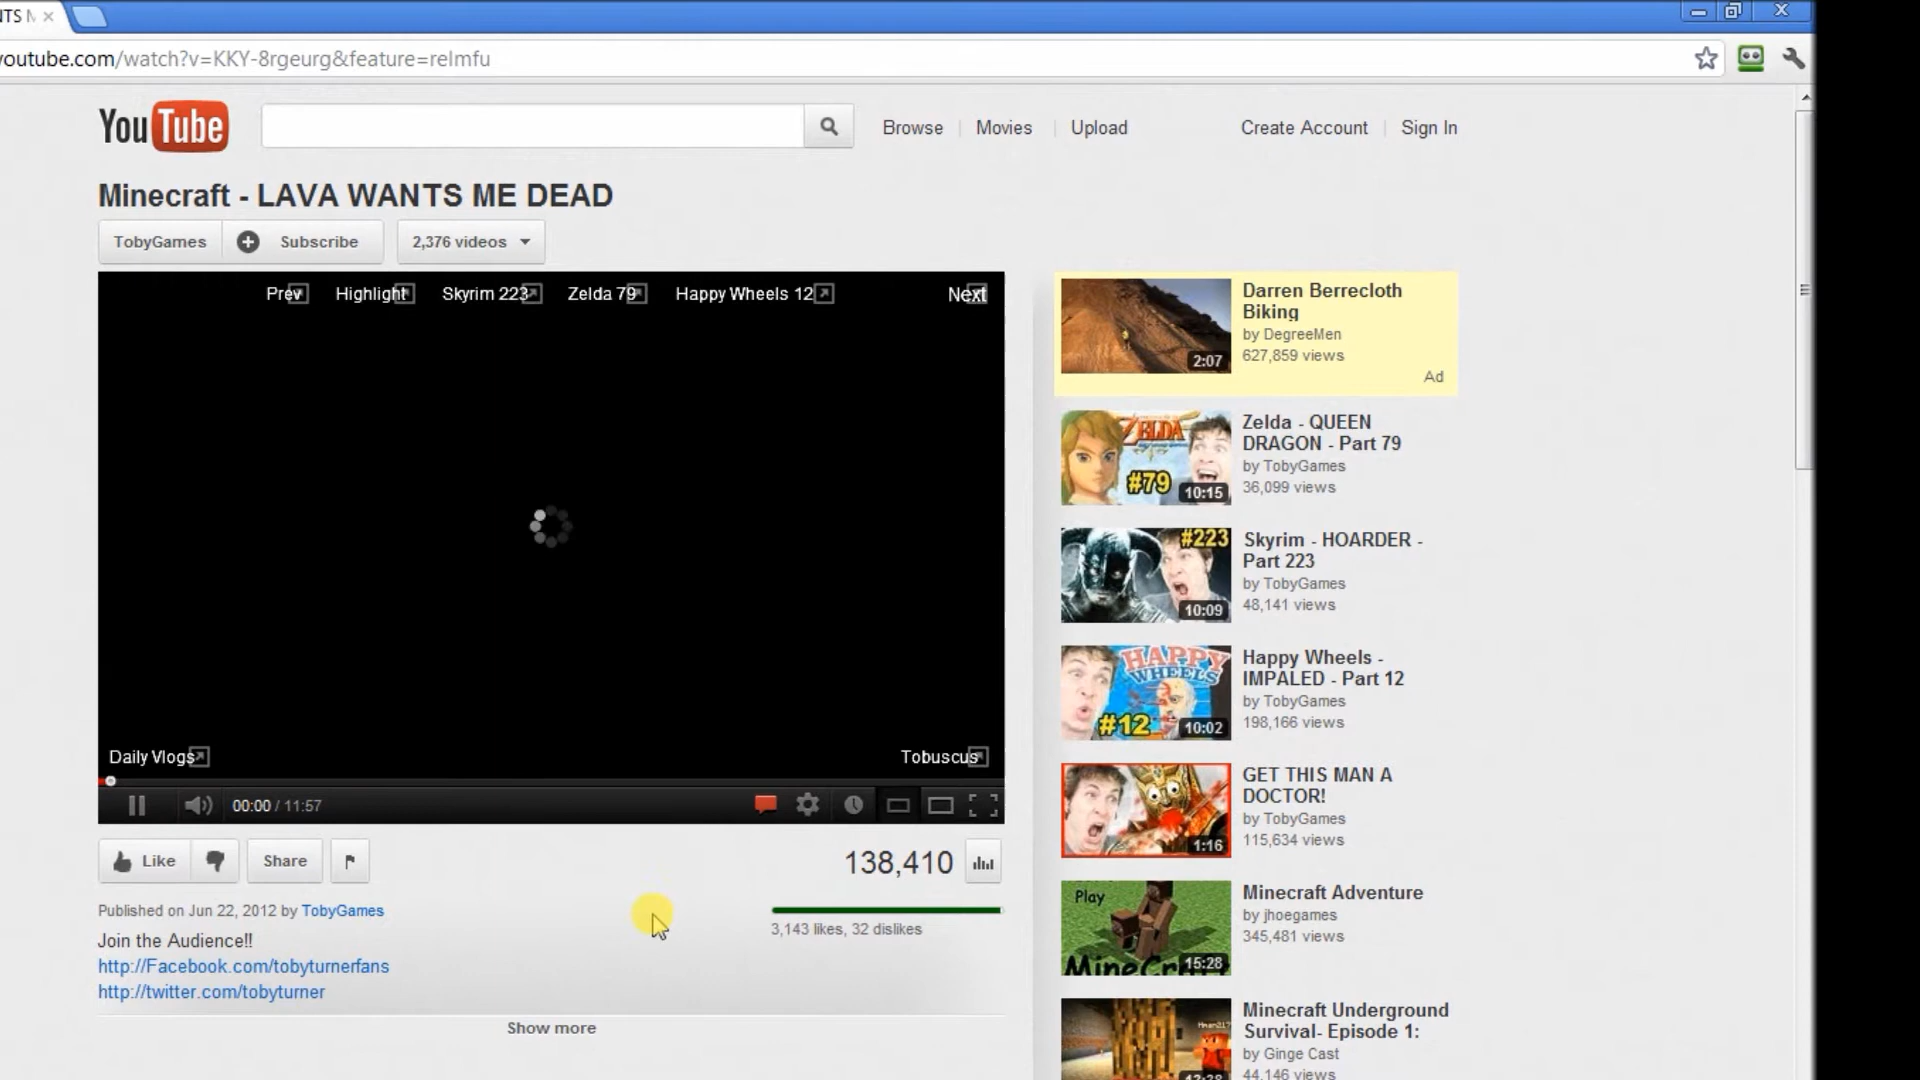 NTS M
youtube.com/watch?v=KKY-8rgeurg&feature=relmfu
YouTube
Browse
Movies
Upload
Create Account
Sign In
Minecraft - LAVA WANTS ME DEAD
TobyGames
Subscribe
2,376 videos
Prev
Highlight
Skyrim 223
Zelda 79
Happy Wheels 12
Next
Daily Vlogs
Tobuscus
00:00 / 11:57
Like
Share
138,410
Published on Jun 22, 2012 by TobyGames
3,143 likes, 32 dislikes
Join the Audience!!
http://Facebook.com/tobyturnerfans
http://twitter.com/tobyturner
Show more
2:07
Darren Berrecloth
Biking
by DegreeMen
627,859 views
Ad
ZELDA
#79
10:15
Zelda - QUEEN
DRAGON - Part 79
by TobyGames
36,099 views
#223
10:09
Skyrim - HOARDER -
Part 223
by TobyGames
48,141 views
HAPPY
WHEELS
#12
10:02
Happy Wheels -
IMPALED - Part 12
by TobyGames
198,166 views
1:16
GET THIS MAN A
DOCTOR!
by TobyGames
115,634 views
Play
MineCr
15:28
Minecraft Adventure
by jhoegames
345,481 views
Minecraft Underground
Survival- Episode 1:
by Ginge Cast
44,146 views